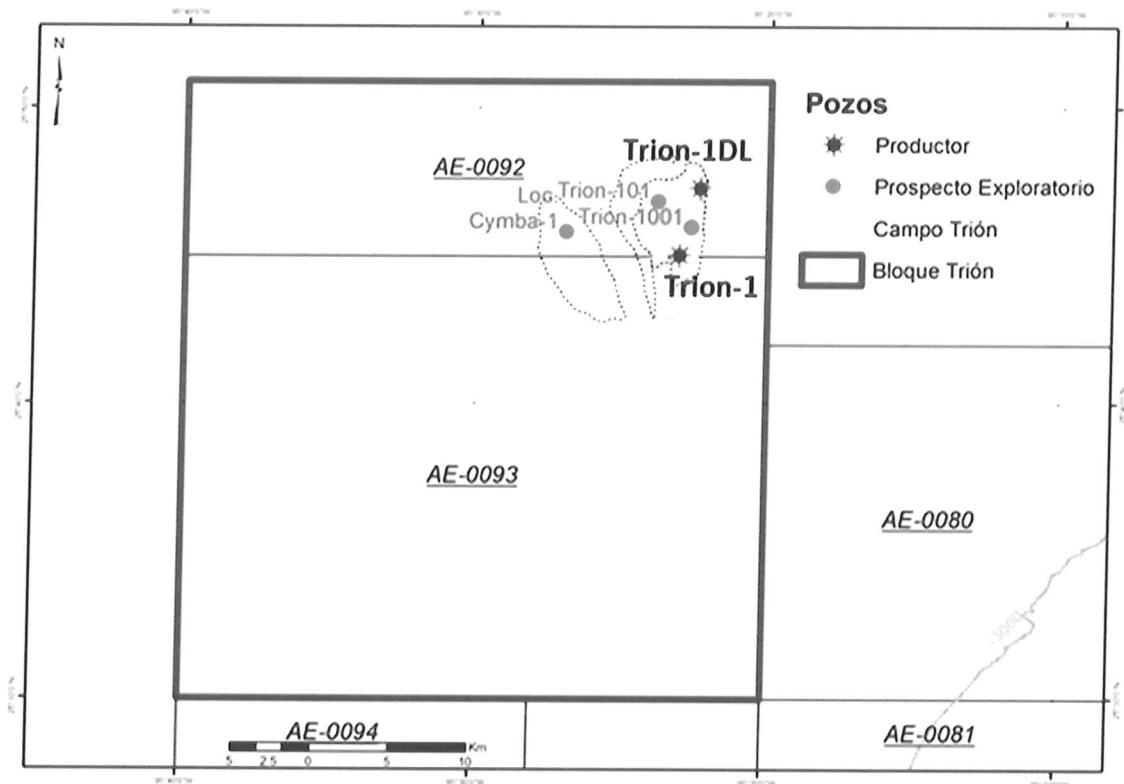 N
Pozos
Productor
Prospecto Exploratorio
Campo Trión
Bloque Trión
Trion-1DL
AE-0092
Loc. Trion-101
Cymba-1
Trion-1001
Trion-1
AE-0093
AE-0080
-3000
AE-0094
AE-0081
5 2.5 0 5 10 Km